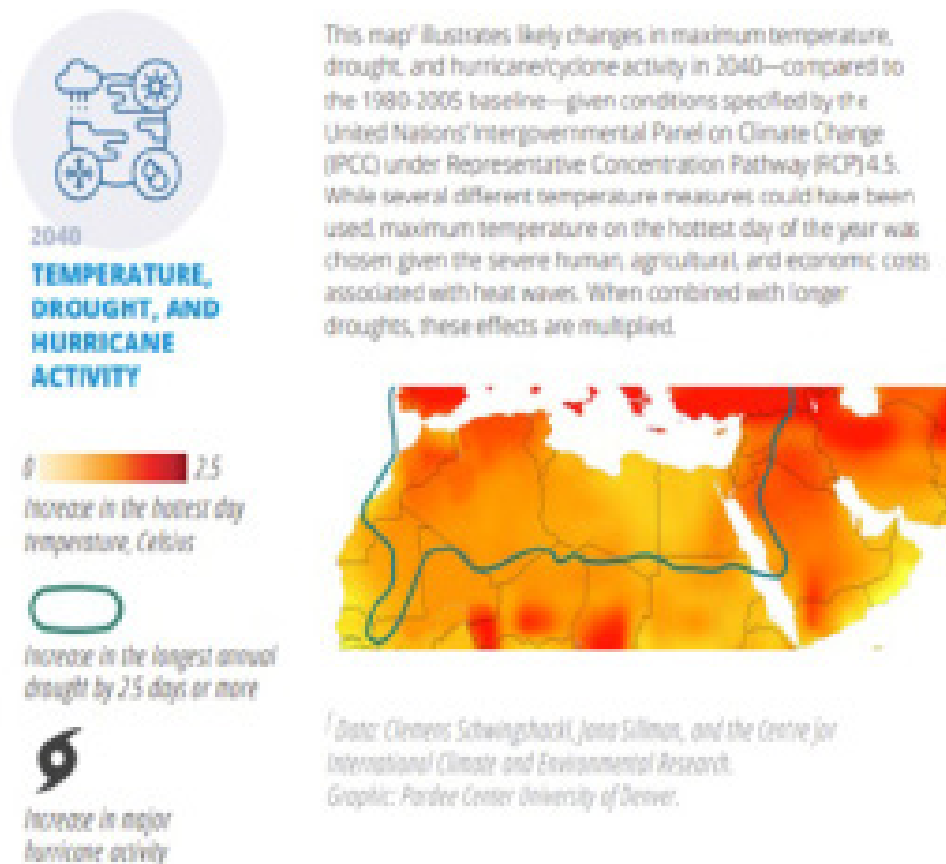 This map¹ illustrates likely changes in maximum temperature,
drought, and hurricane/cyclone activity in 2040—compared to
the 1980-2005 baseline—given conditions specified by the
United Nations' Intergovernmental Panel on Climate Change
(IPCC) under Representative Concentration Pathway (RCP) 4.5.
While several different temperature measures could have been
used, maximum temperature on the hottest day of the year was
chosen given the severe human, agricultural, and economic costs
associated with heat waves. When combined with longer
droughts, these effects are multiplied.
2040
TEMPERATURE,
DROUGHT, AND
HURRICANE
ACTIVITY
0 2.5
Increase in the hottest day
temperature, Celsius
Increase in the longest annual
drought by 2.5 days or more
Increase in major
hurricane activity
¹ Data: Clemens Schwingshackl, Jana Sillman, and the Centre for
International Climate and Environmental Research.
Graphic: Pardee Center University of Denver.